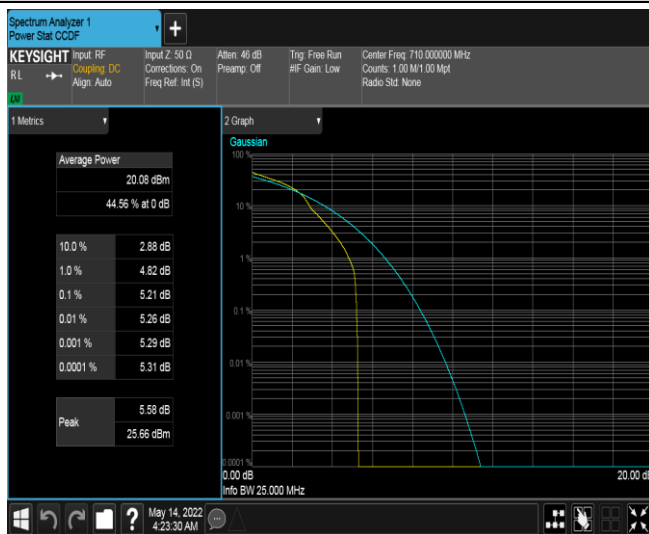 Spectrum Analyzer 1
Power Stat CCDF
KEYSIGHT
RL
Input: RF
Coupling: DC
Align: Auto
Input Z: 50 Ω
Corrections: On
Freq Ref: Int (S)
Atten: 46 dB
Preamp: Off
Trig: Free Run
#IF Gain: Low
Center Freq: 710.000000 MHz
Counts: 1.00 M/1.00 Mpt
Radio Std: None
1 Metrics
Average Power
20.08 dBm
44.56 % at 0 dB
10.0 % 2.88 dB
1.0 % 4.82 dB
0.1 % 5.21 dB
0.01 % 5.26 dB
0.001 % 5.29 dB
0.0001 % 5.31 dB
Peak
5.58 dB
25.66 dBm
2 Graph
Gaussian
100 %
10 %
1 %
0.1 %
0.01 %
0.001 %
0.0001 %
0.00 dB
20.00 dB
Info BW 25.000 MHz
?
May 14, 2022
4:23:30 AM